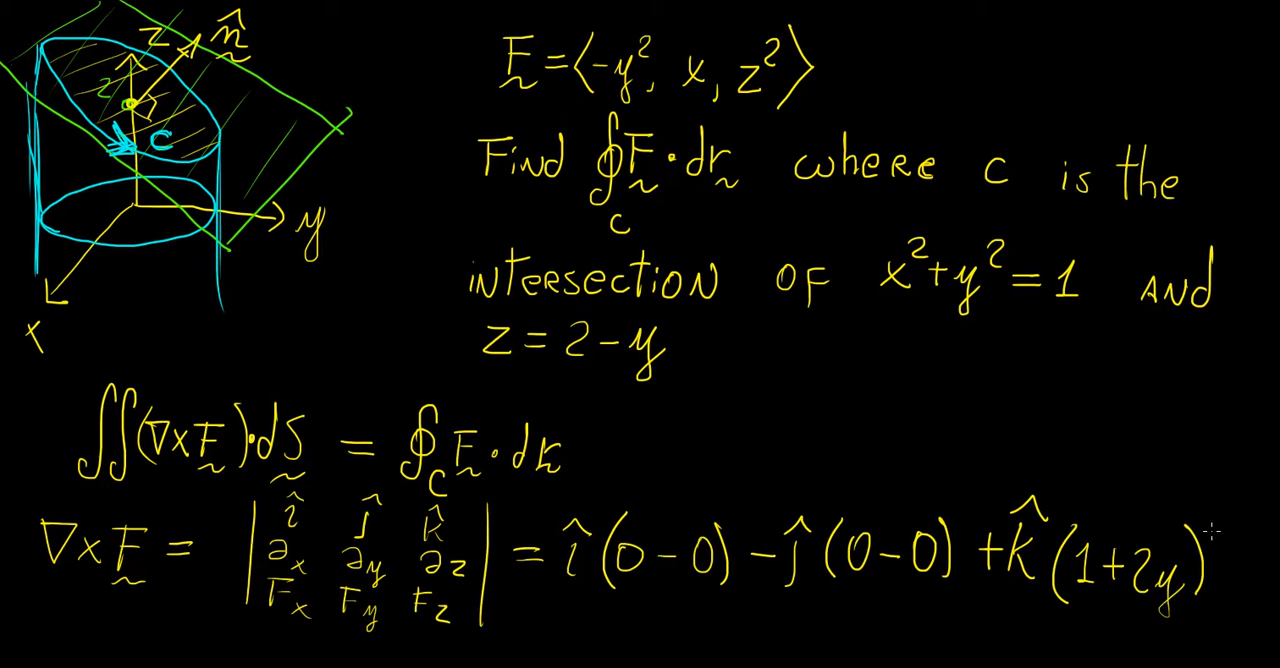 z
n̂
2
C
y
x
F = ⟨-y², x, z²⟩
Find ∮_C F · dr where C is the
intersection of x² + y² = 1 and
z = 2 - y
∬(∇×F)·dS = ∮_C F · dr
∇×F = | î ĵ k̂ | = î(0-0) - ĵ(0-0) + k̂(1+2y)
∂x ∂y ∂z
Fx Fy Fz